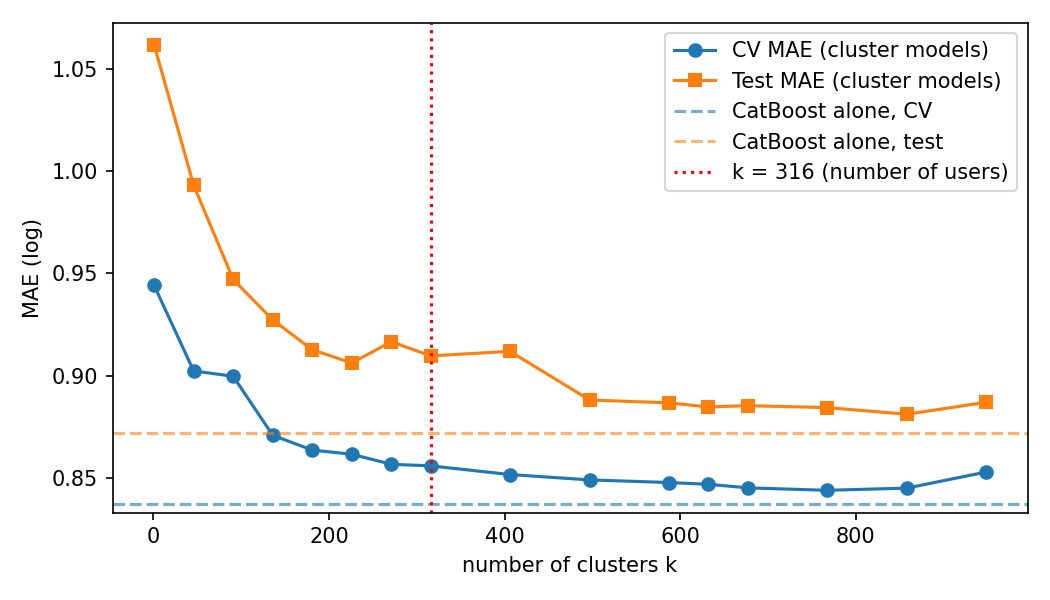 1.05
1.00
0.95
0.90
0.85
MAE (log)
0
200
400
600
800
number of clusters k
CV MAE (cluster models)
Test MAE (cluster models)
CatBoost alone, CV
CatBoost alone, test
k = 316 (number of users)